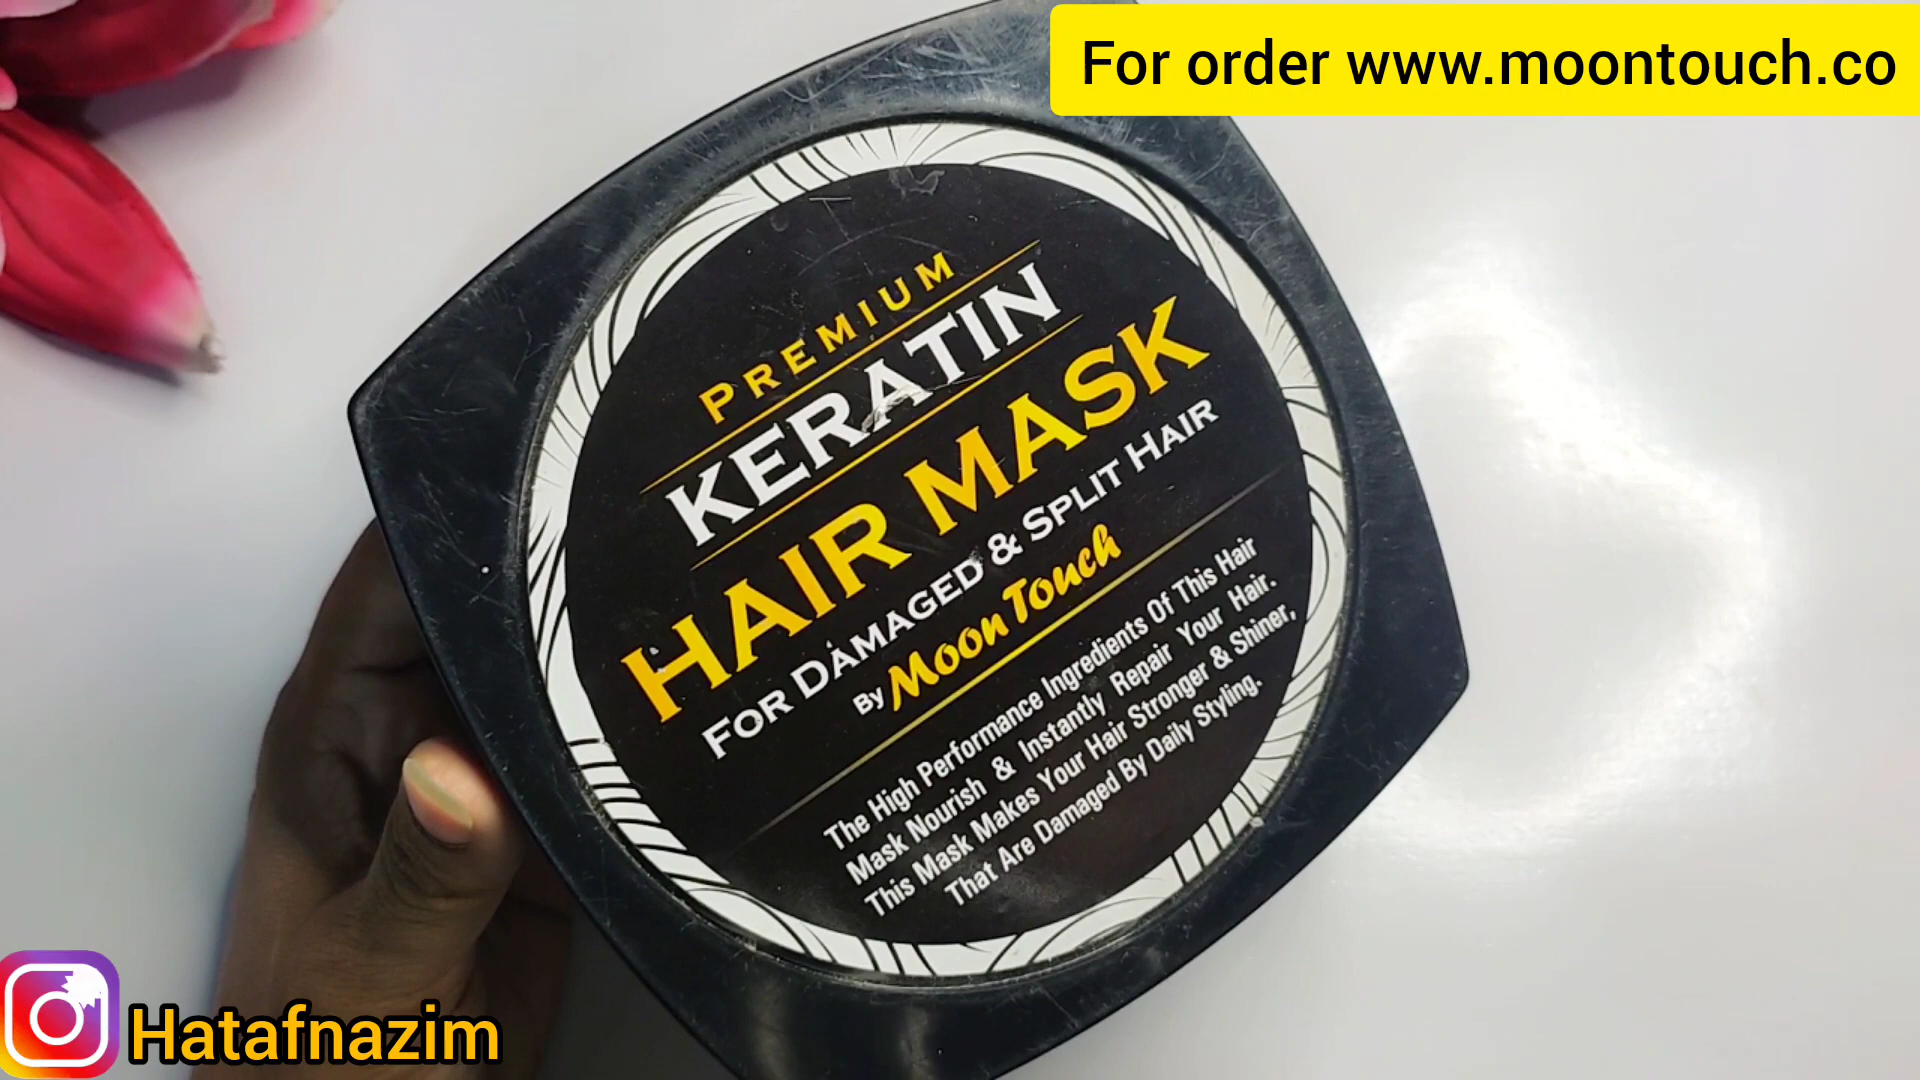 For order www.moontouch.co
PREMIUM
KERATIN
HAIR MASK
FOR DAMAGED & SPLIT HAIR
By Moon Touch
The High Performance Ingredients Of This Hair
Mask Nourish & Instantly Repair Your Hair.
This Mask Makes Your Hair Stronger & Shiner,
That Are Damaged By Daily Styling.
Hatafnazim